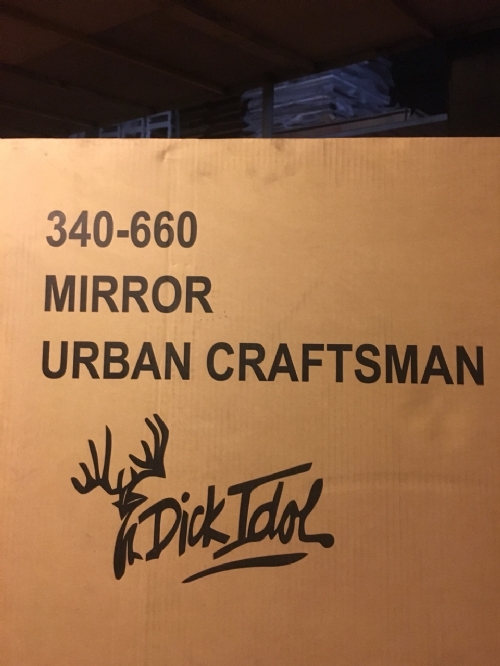 340-660
MIRROR
URBAN CRAFTSMAN
Dick Idol